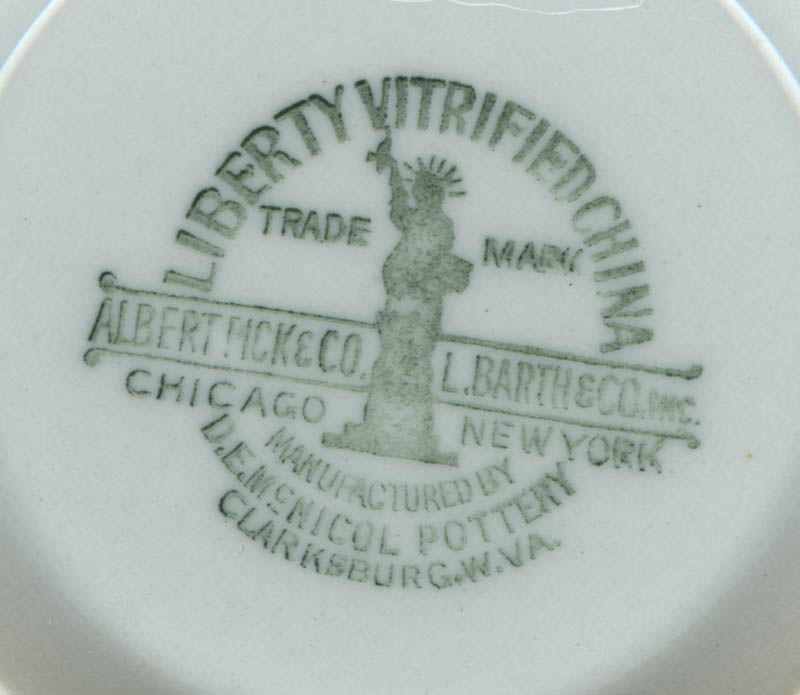 LIBERTY VITRIFIED CHINA
TRADE MARK
ALBERT PICK & CO. L. BARTH & CO. INC.
CHICAGO NEW YORK
MANUFACTURED BY
D.E. McNICOL POTTERY
CLARKSBURG. W. VA.